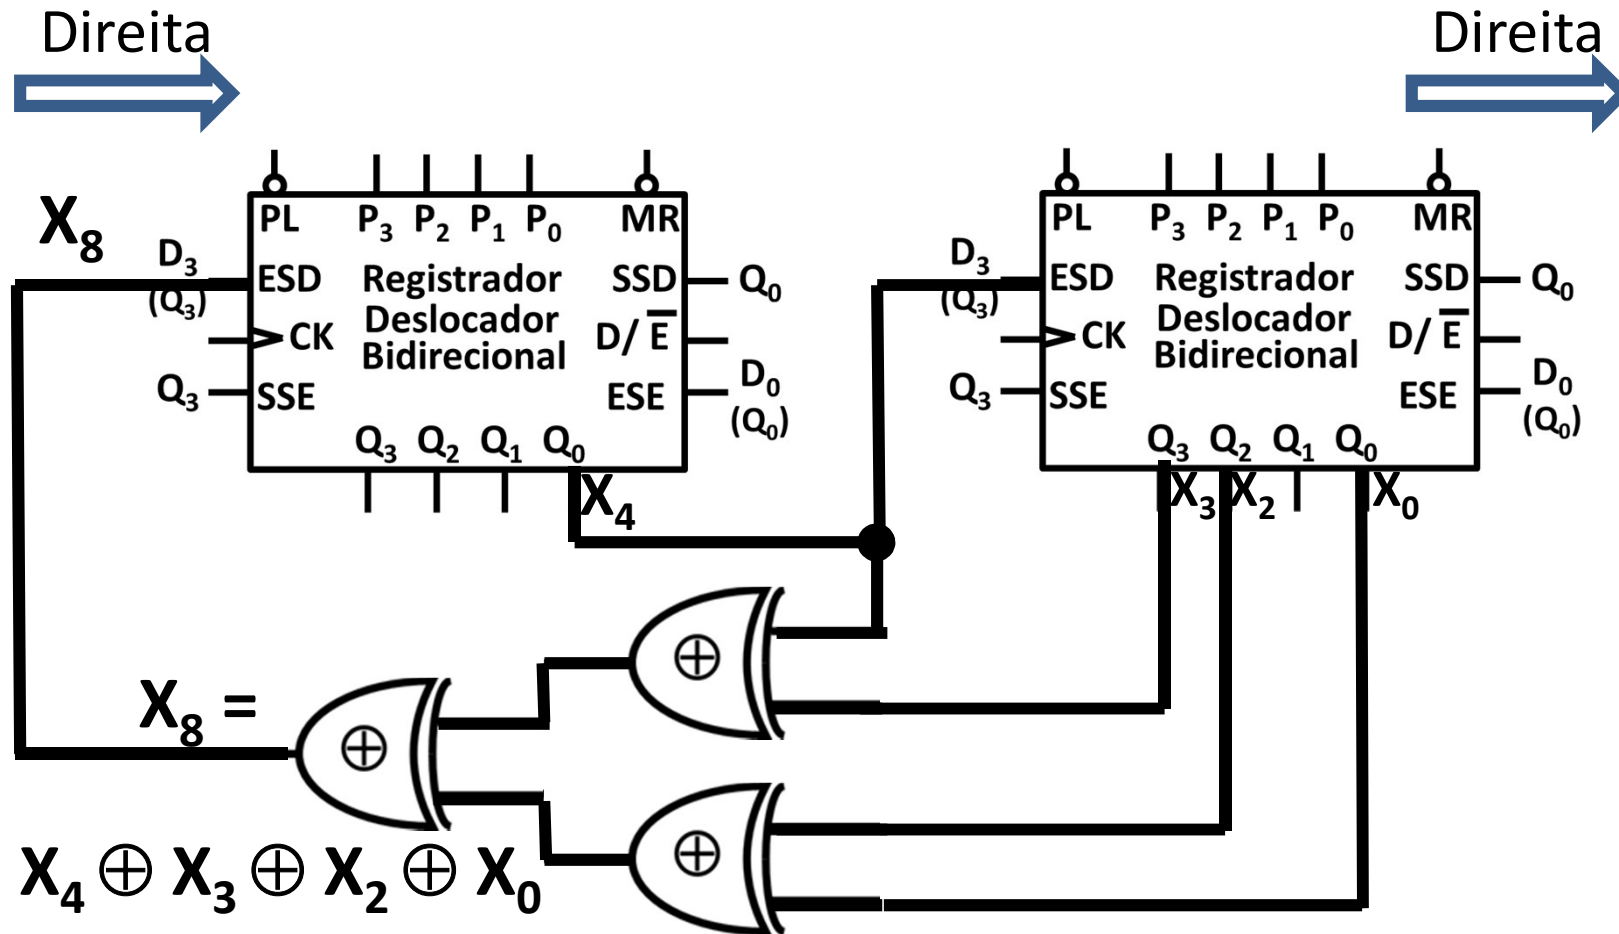 Direita Direita
PL P3 P2 P1 P0 MR PL P3 P2 P1 P0 MR
X8
D3 ESD Registrador SSD Q0 D3 ESD Registrador SSD Q0
(Q3) (Q3)
CK Deslocador D/ E̅ CK Deslocador D/ E̅
Bidirecional Bidirecional
Q3 SSE ESE D0 Q3 SSE ESE D0
(Q0) (Q0)
Q3 Q2 Q1 Q0 Q3 Q2 Q1 Q0
X4 X3 X2 X0
⊕
X8 =
⊕
⊕
X4 ⊕ X3 ⊕ X2 ⊕ X0